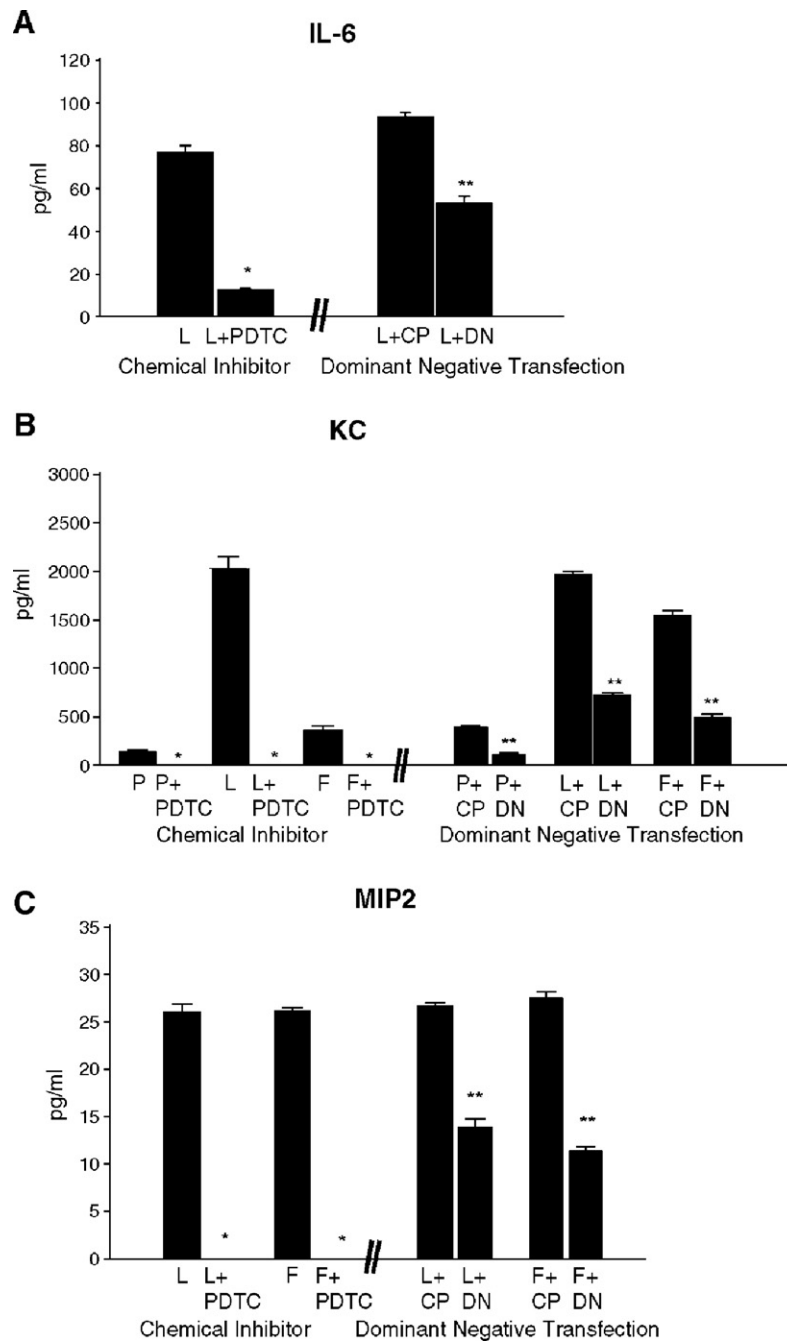 A
IL-6
120
100
80
60
40
20
0
pg/ml
*
**
L L+PDTC L+CP L+DN
Chemical Inhibitor Dominant Negative Transfection
B
KC
3000
2500
2000
1500
1000
500
0
pg/ml
* * * ** ** **
P P+ L L+ F F+ P+ P+ L+ L+ F+ F+
PDTC PDTC PDTC CP DN CP DN CP DN
Chemical Inhibitor Dominant Negative Transfection
C
MIP2
35
30
25
20
15
10
5
0
pg/ml
* * ** **
L L+ F F+ L+ L+ F+ F+
PDTC PDTC CP DN CP DN
Chemical Inhibitor Dominant Negative Transfection